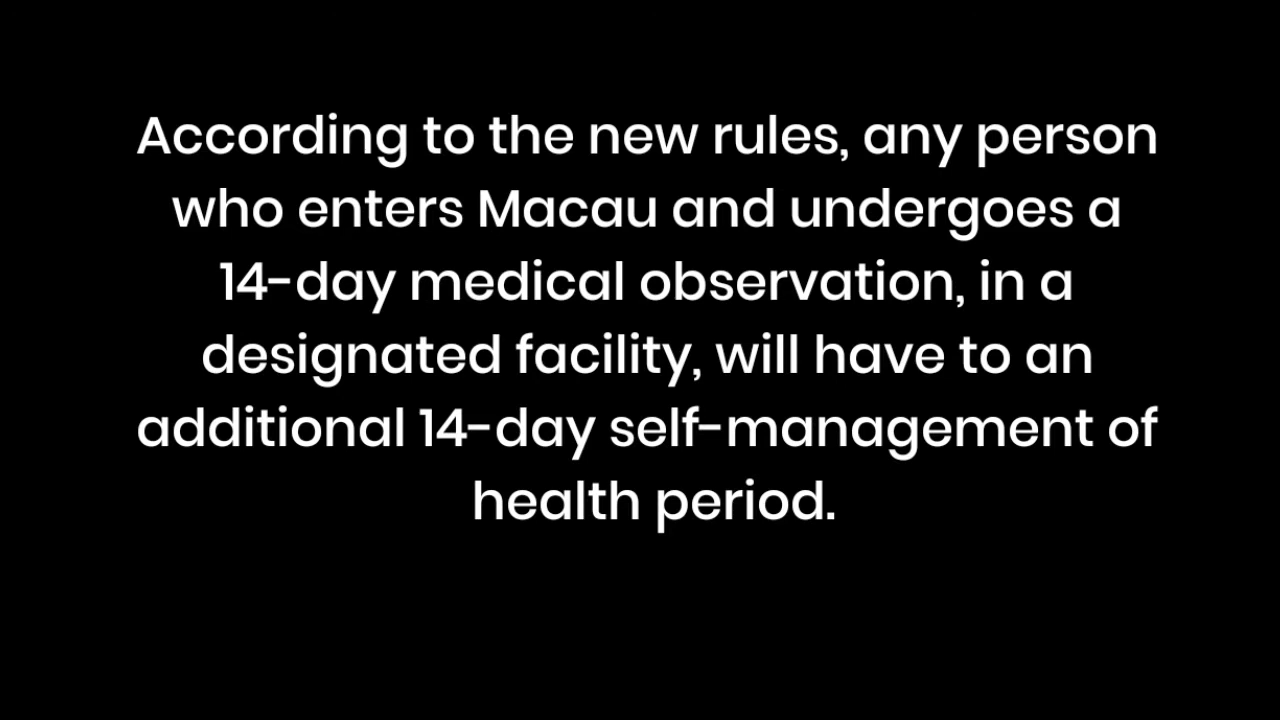 According to the new rules, any person
who enters Macau and undergoes a
14-day medical observation, in a
designated facility, will have to an
additional 14-day self-management of
health period.